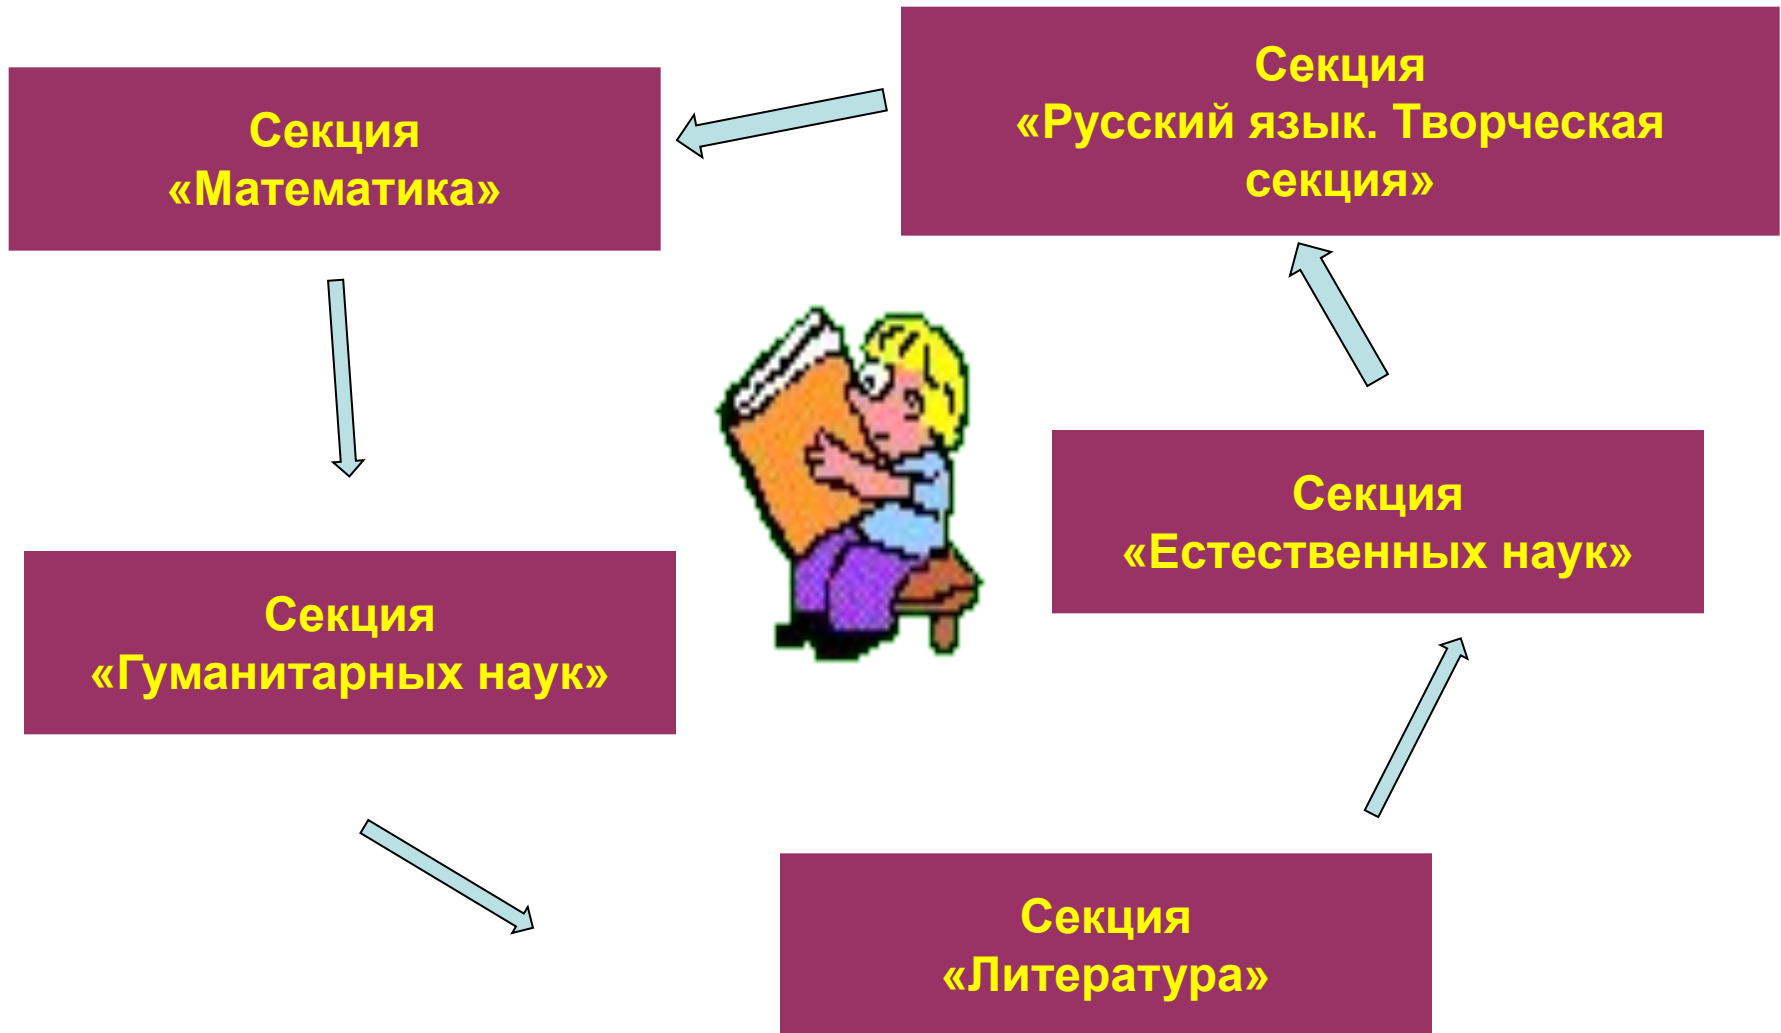 Секция
«Математика»
Секция
«Русский язык. Творческая
секция»
Секция
«Естественных наук»
Секция
«Гуманитарных наук»
Секция
«Литература»